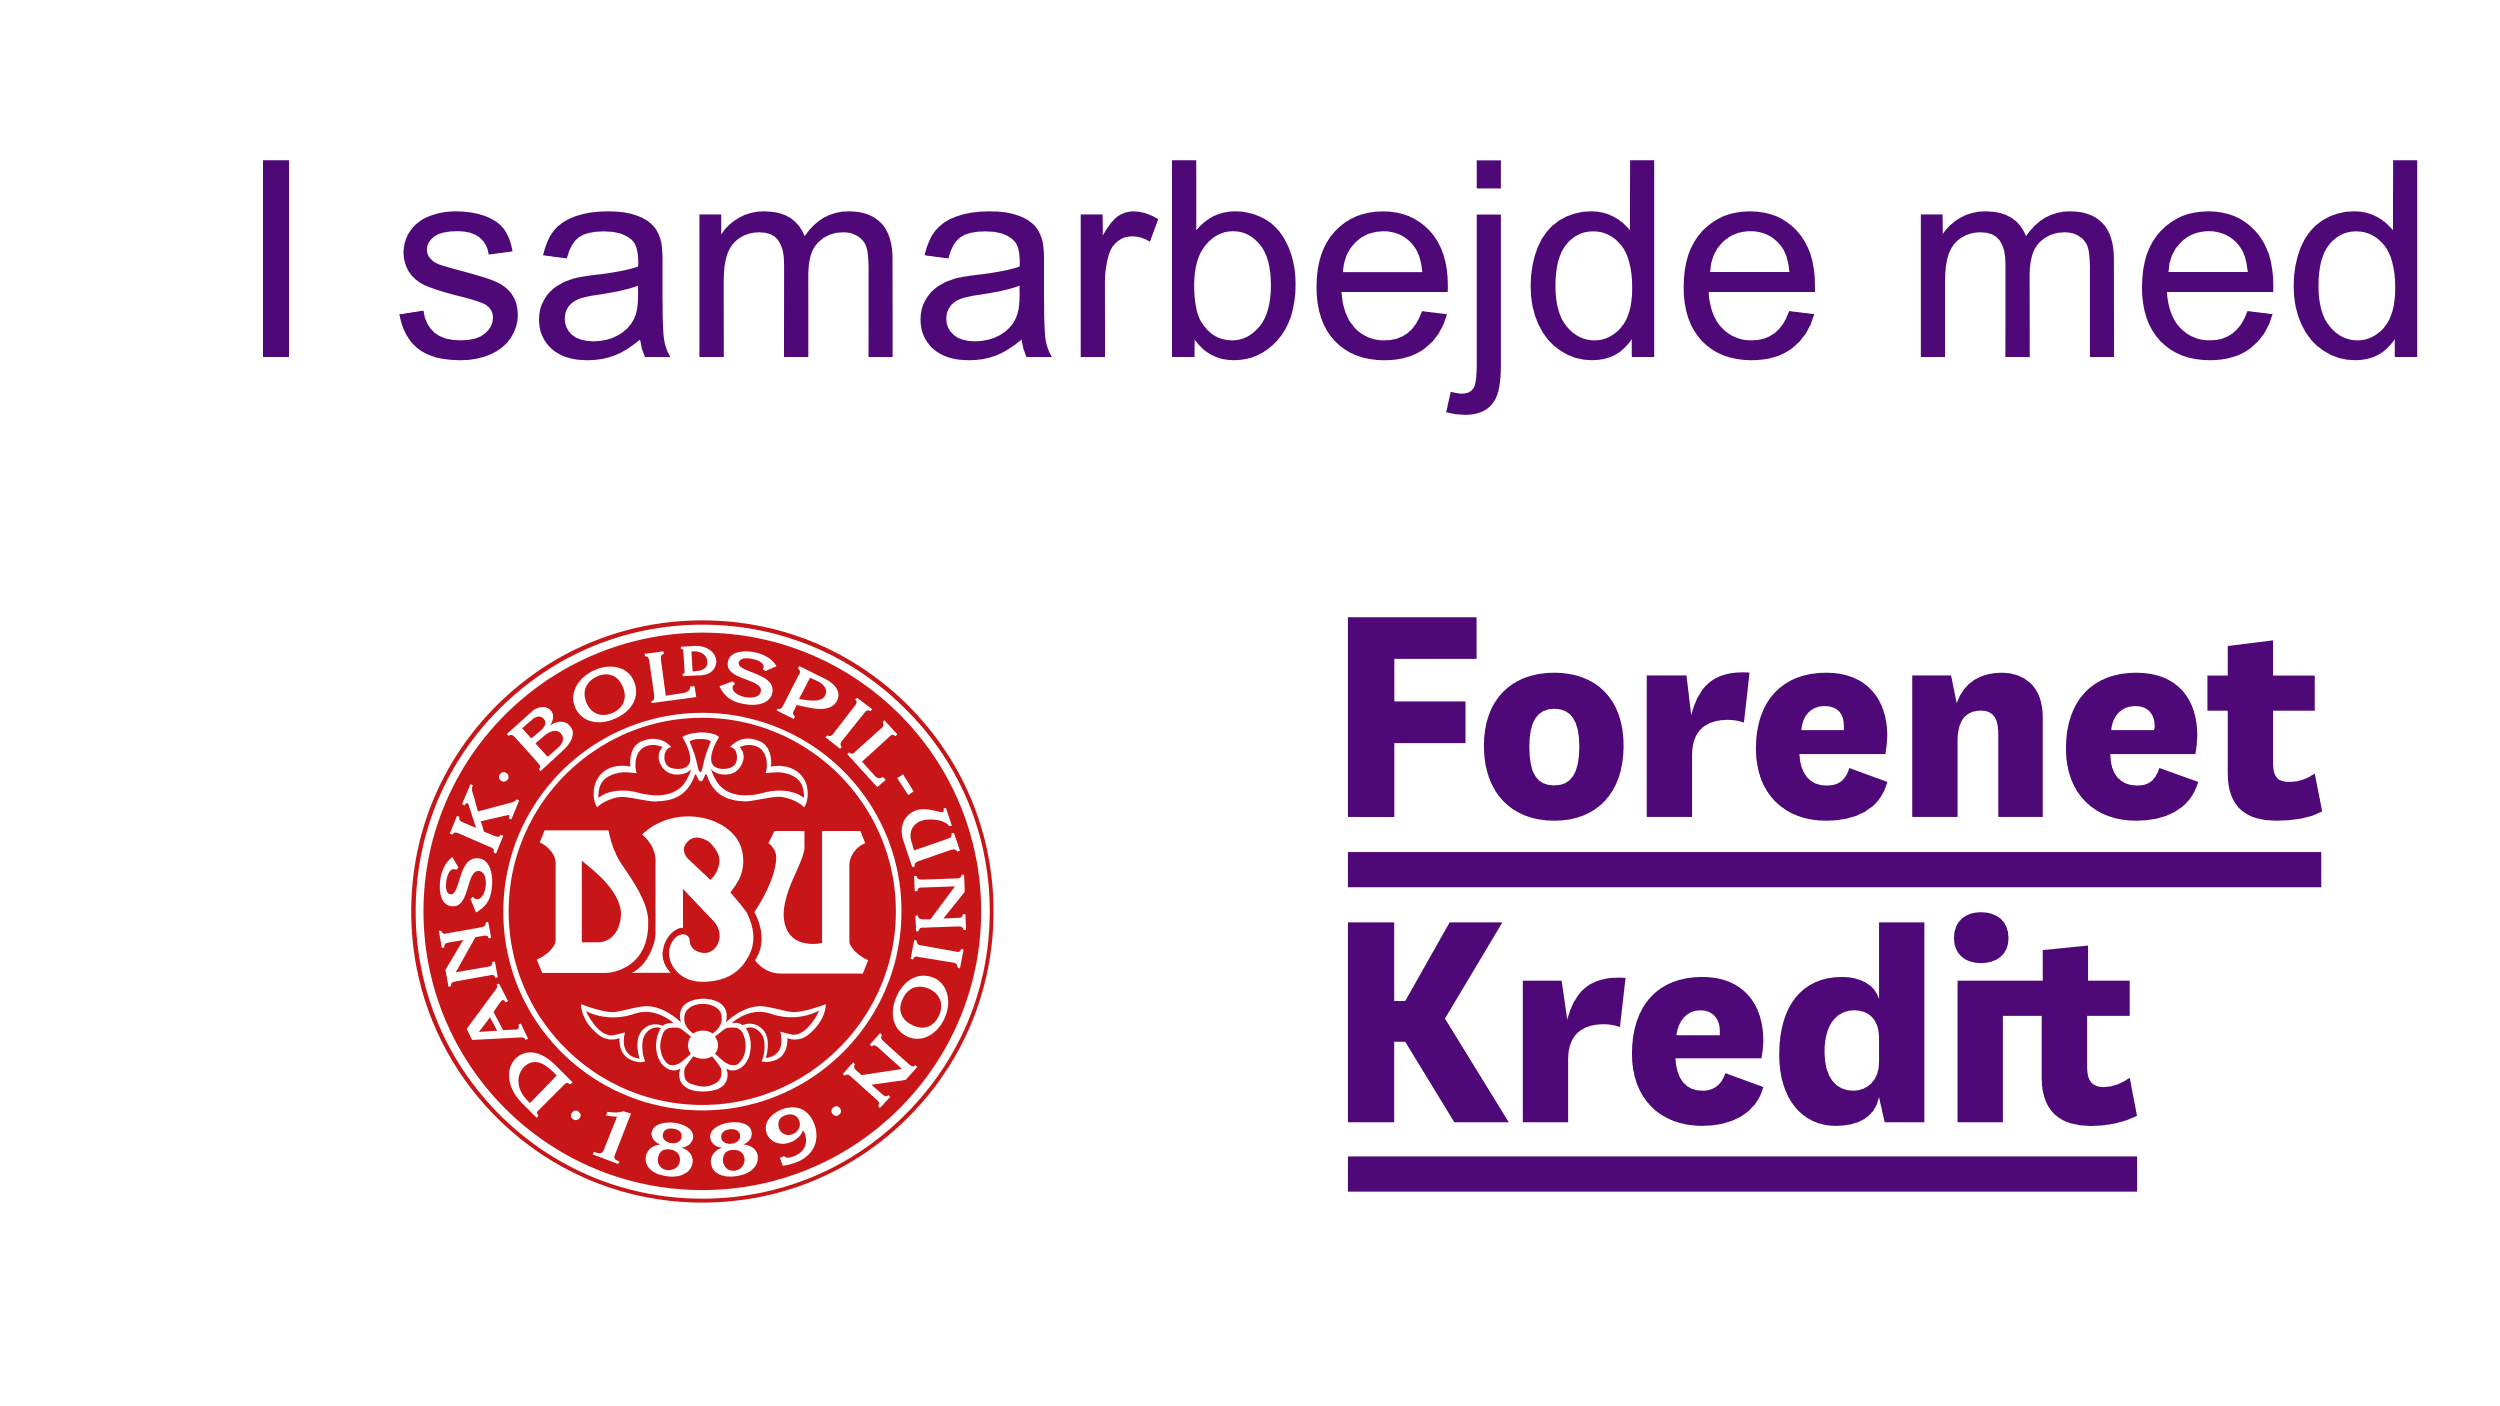 I samarbejde med
DANSK · BOLDSPIL-UNION · 1889 ·
DBU
Forenet
Kredit